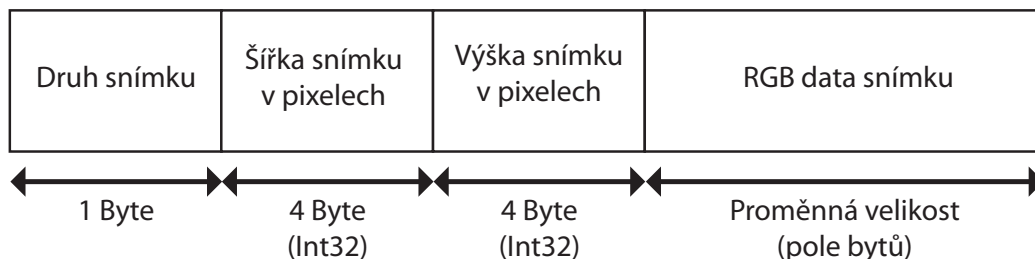 Druh snímku
Šířka snímku
v pixelech
Výška snímku
v pixelech
RGB data snímku
1 Byte
4 Byte
(Int32)
4 Byte
(Int32)
Proměnná velikost
(pole bytů)